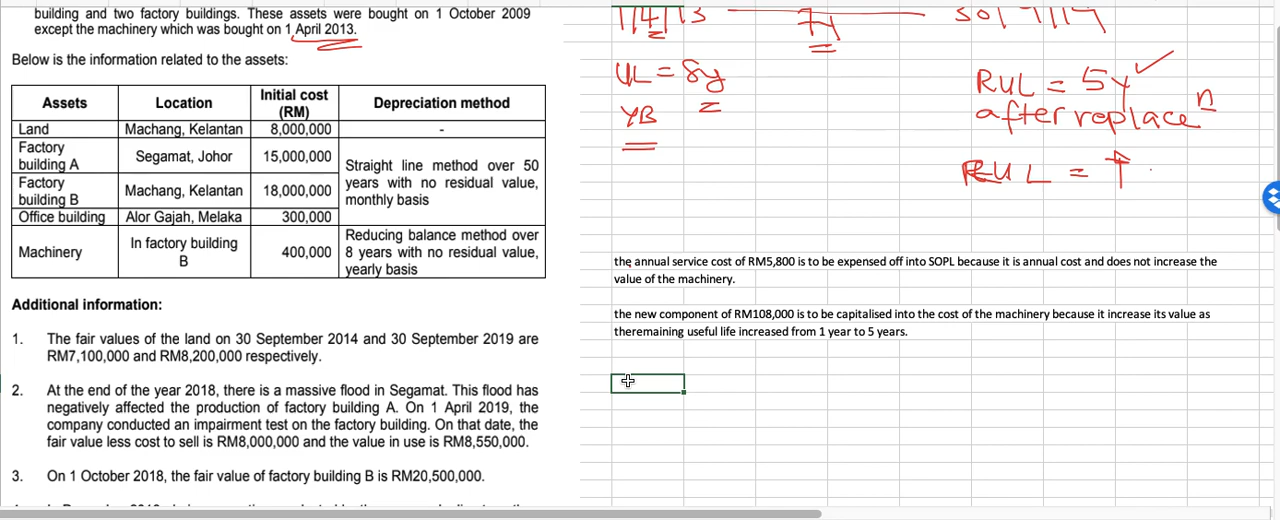 building and two factory buildings. These assets were bought on 1 October 2009
except the machinery which was bought on 1 April 2013.
Below is the information related to the assets:
Assets Location Initial cost (RM) Depreciation method
Land Machang, Kelantan 8,000,000 -
Factory building A Segamat, Johor 15,000,000 Straight line method over 50 years with no residual value, monthly basis
Factory building B Machang, Kelantan 18,000,000
Office building Alor Gajah, Melaka 300,000
Machinery In factory building B 400,000 Reducing balance method over 8 years with no residual value, yearly basis
Additional information:
1. The fair values of the land on 30 September 2014 and 30 September 2019 are
RM7,100,000 and RM8,200,000 respectively.
2. At the end of the year 2018, there is a massive flood in Segamat. This flood has
negatively affected the production of factory building A. On 1 April 2019, the
company conducted an impairment test on the factory building. On that date, the
fair value less cost to sell is RM8,000,000 and the value in use is RM8,550,000.
3. On 1 October 2018, the fair value of factory building B is RM20,500,000.
1/4/13
UL = 8y
YB
RUL = 5y
after replace n
RUL = ↑
the annual service cost of RM5,800 is to be expensed off into SOPL because it is annual cost and does not increase the
value of the machinery.
the new component of RM108,000 is to be capitalised into the cost of the machinery because it increase its value as
theremaining useful life increased from 1 year to 5 years.